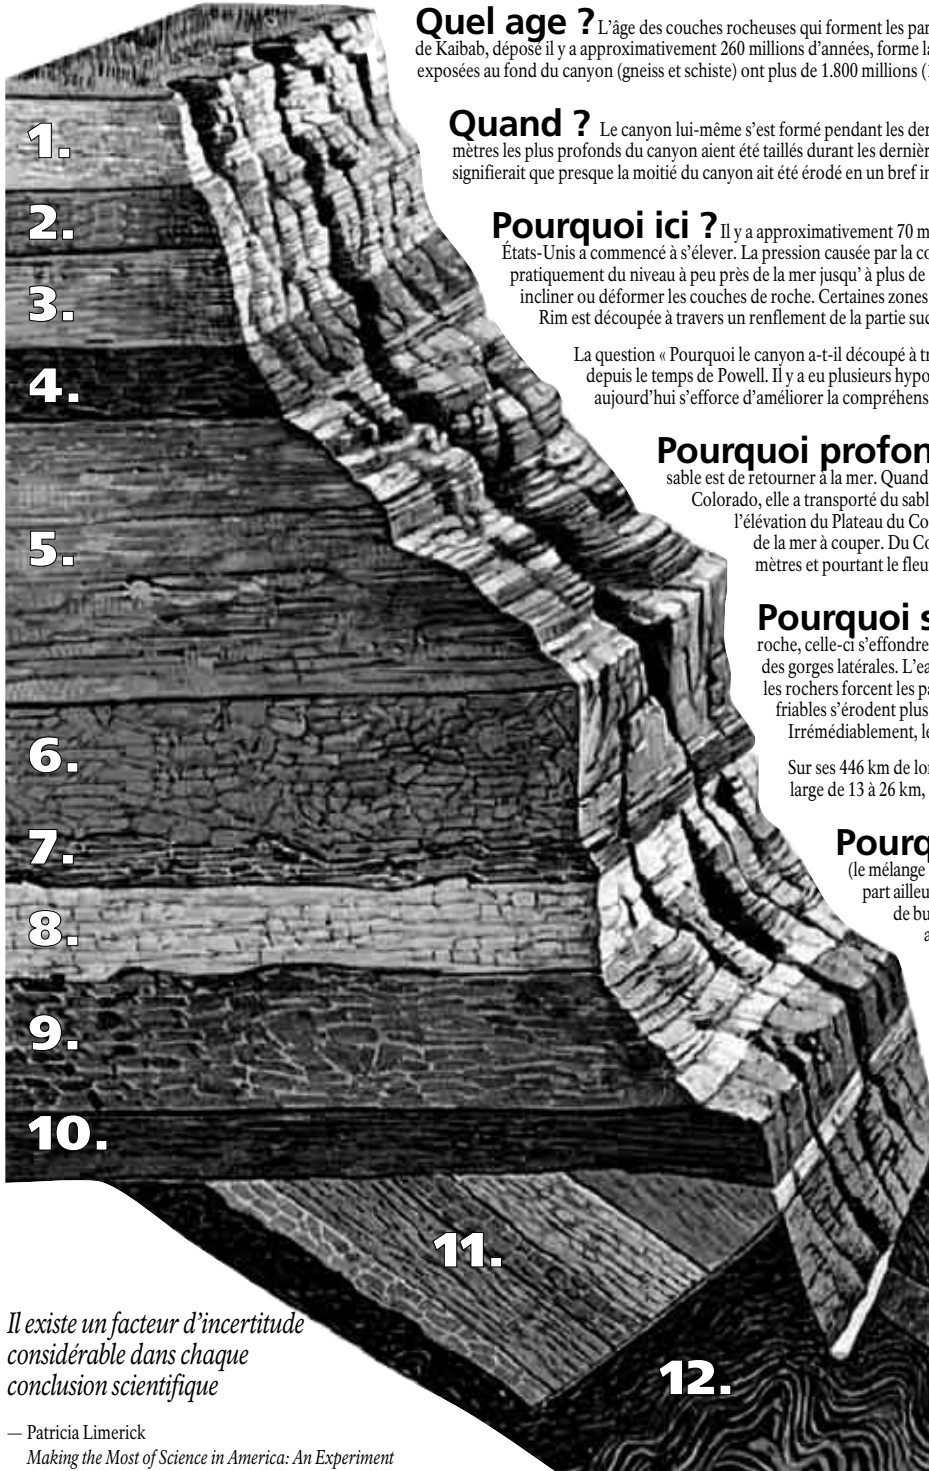 Quel age ? L'âge des couches rocheuses qui forment les par
de Kaibab, déposé il y a approximativement 260 millions d'années, forme la
exposées au fond du canyon (gneiss et schiste) ont plus de 1.800 millions (1
Quand ? Le canyon lui-même s'est formé pendant les der
mètres les plus profonds du canyon aient été taillés durant les dernièr
signifierait que presque la moitié du canyon ait été érodé en un bref in
Pourquoi ici ? Il y a approximativement 70 m
États-Unis a commencé à s'élever. La pression causée par la co
pratiquement du niveau à peu près de la mer jusqu' à plus de
incliner ou déformer les couches de roche. Certaines zones
Rim est découpée à travers un renflement de la partie suc
La question « Pourquoi le canyon a-t-il découpé à tr
depuis le temps de Powell. Il y a eu plusieurs hypo
aujourd'hui s'efforce d'améliorer la compréhens
Pourquoi profon
sable est de retourner à la mer. Quand
Colorado, elle a transporté du sabl
l'élévation du Plateau du Co
de la mer à couper. Du Co
mètres et pourtant le fleu
Pourquoi s
roche, celle-ci s'effondre
des gorges latérales. L'ea
les rochers forcent les pa
friables s'érodent plus
Irrémédiablement, le
Sur ses 446 km de lon
large de 13 à 26 km,
Pourq
(le mélange
part ailleu
de bu
a
1.
2.
3.
4.
5.
6.
7.
8.
9.
10.
11.
12.
Il existe un facteur d'incertitude
considérable dans chaque
conclusion scientifique
— Patricia Limerick
Making the Most of Science in America: An Experiment